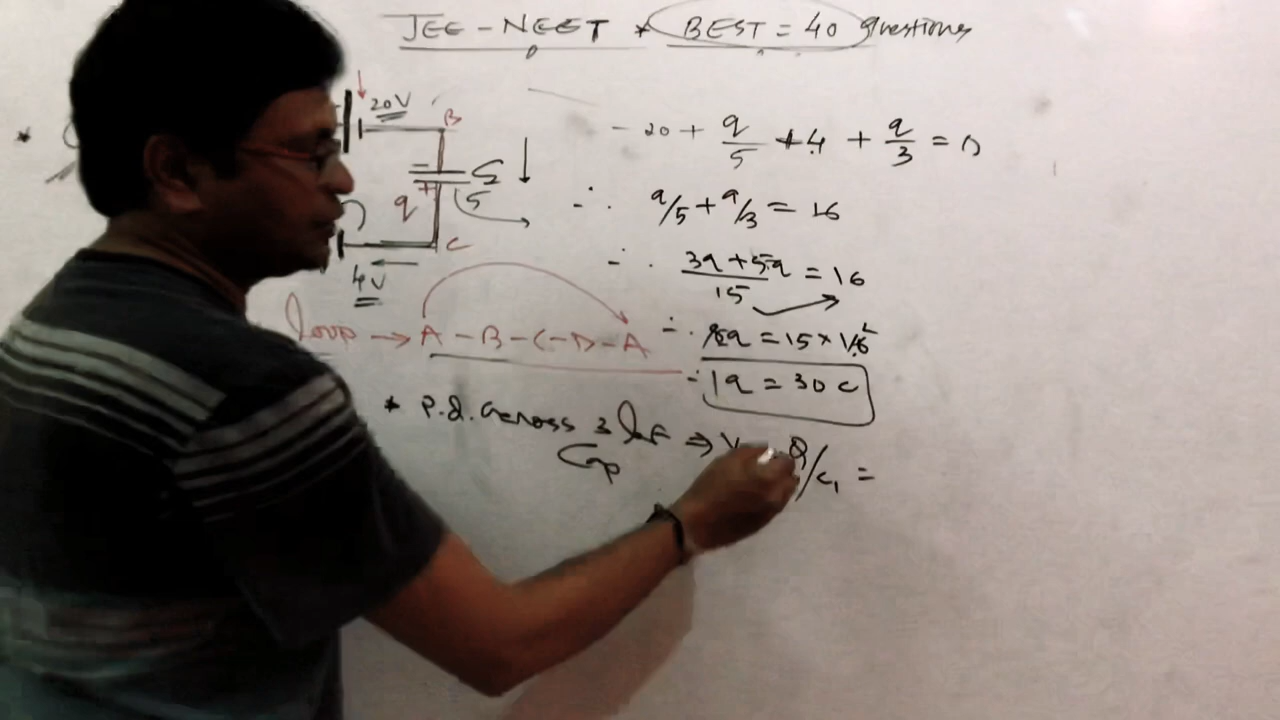 JEE - NEET * BEST = 40 questions
* 20V B
- 20 + q/5 + 4 + q/3 = 0
q + 5
∴ q/5 + q/3 = 16
C
4V
∴ (3q + 5q)/15 = 16
loop → A - B - C - D - A
∴ 8q = 15 × 16 2
∴ q = 30 C
* P.d. across 3 μF Cap ⇒ V = Q/C₁ =